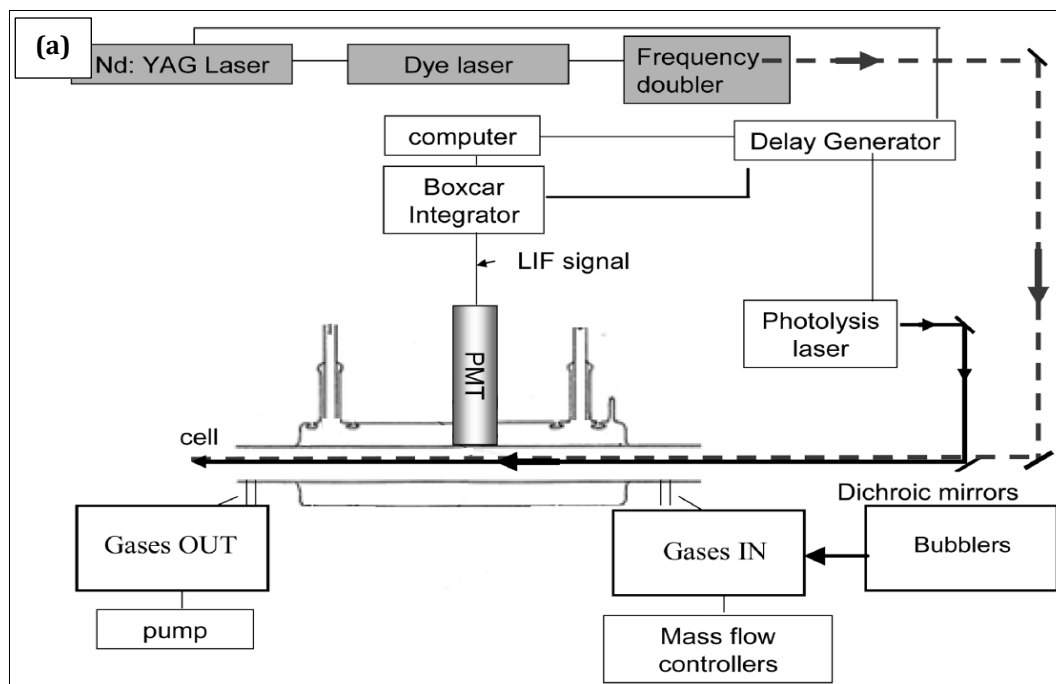 (a)
Nd: YAG Laser
Dye laser
Frequency
doubler
computer
Delay Generator
Boxcar
Integrator
LIF signal
Photolysis
laser
PMT
cell
Dichroic mirrors
Gases OUT
Gases IN
Bubblers
pump
Mass flow
controllers